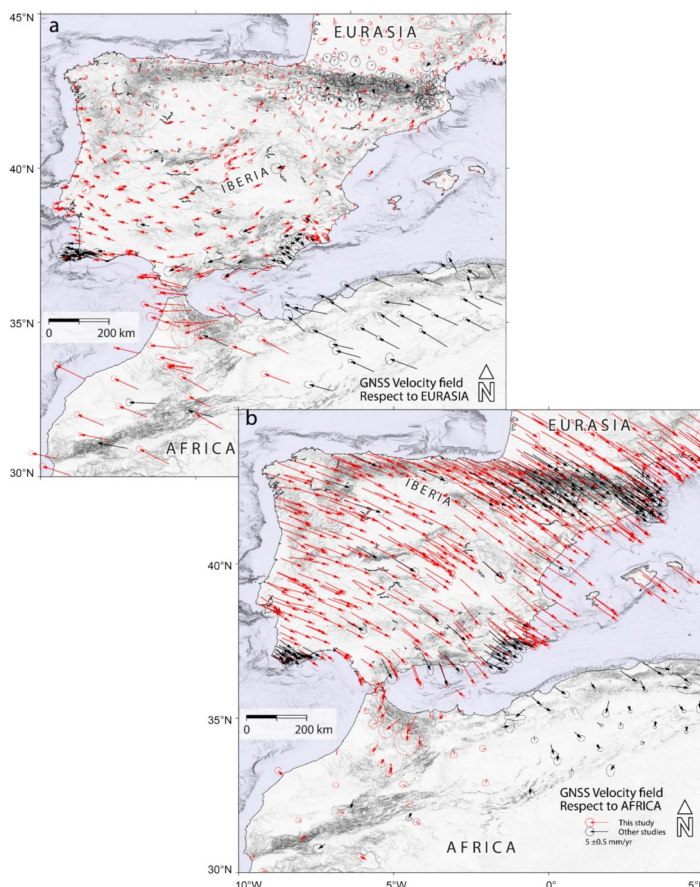 45°N
a
EURASIA
40°N
IBERIA
35°N
0 200 km
GNSS Velocity field
Respect to EURASIA
N
30°N
AFRICA
b
EURASIA
IBERIA
40°N
35°N
0 200 km
GNSS Velocity field
Respect to AFRICA
This study
Other studies
5 ±0.5 mm/yr
N
AFRICA
30°N
10°W 5°W 0° 5°E